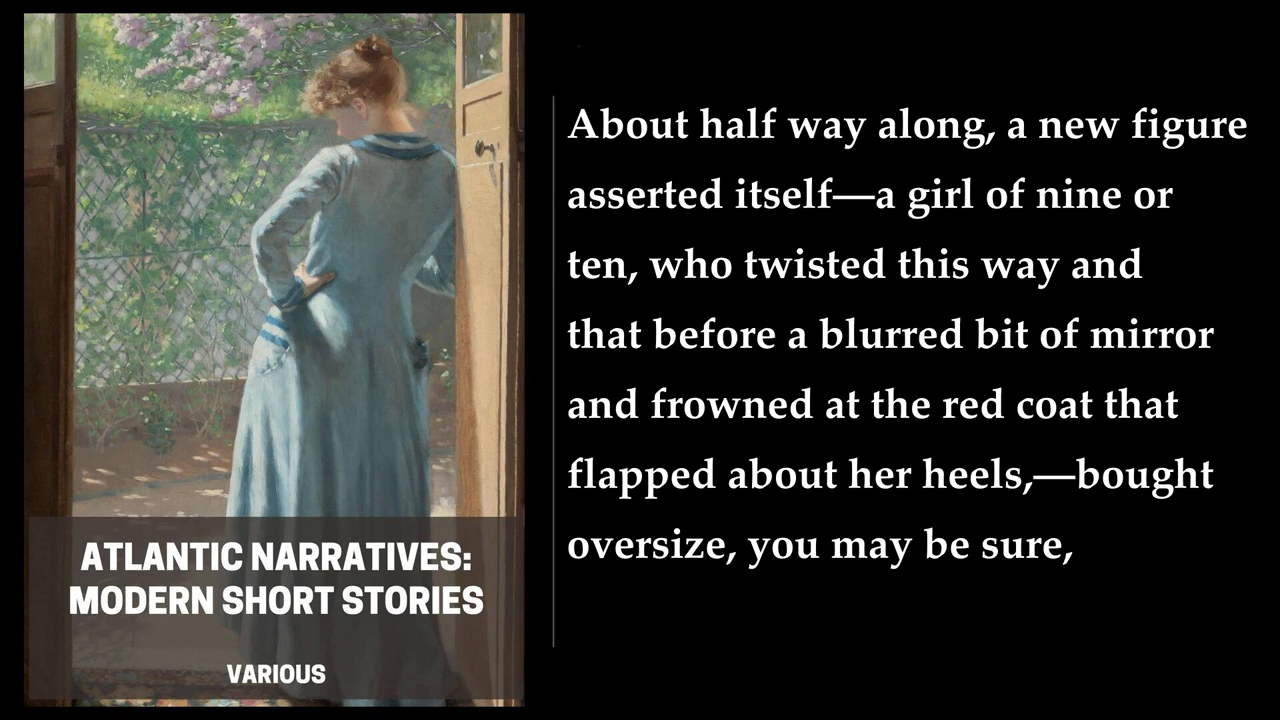 About half way along, a new figure
asserted itself—a girl of nine or
ten, who twisted this way and
that before a blurred bit of mirror
and frowned at the red coat that
flapped about her heels,—bought
oversize, you may be sure,
ATLANTIC NARRATIVES:
MODERN SHORT STORIES
VARIOUS